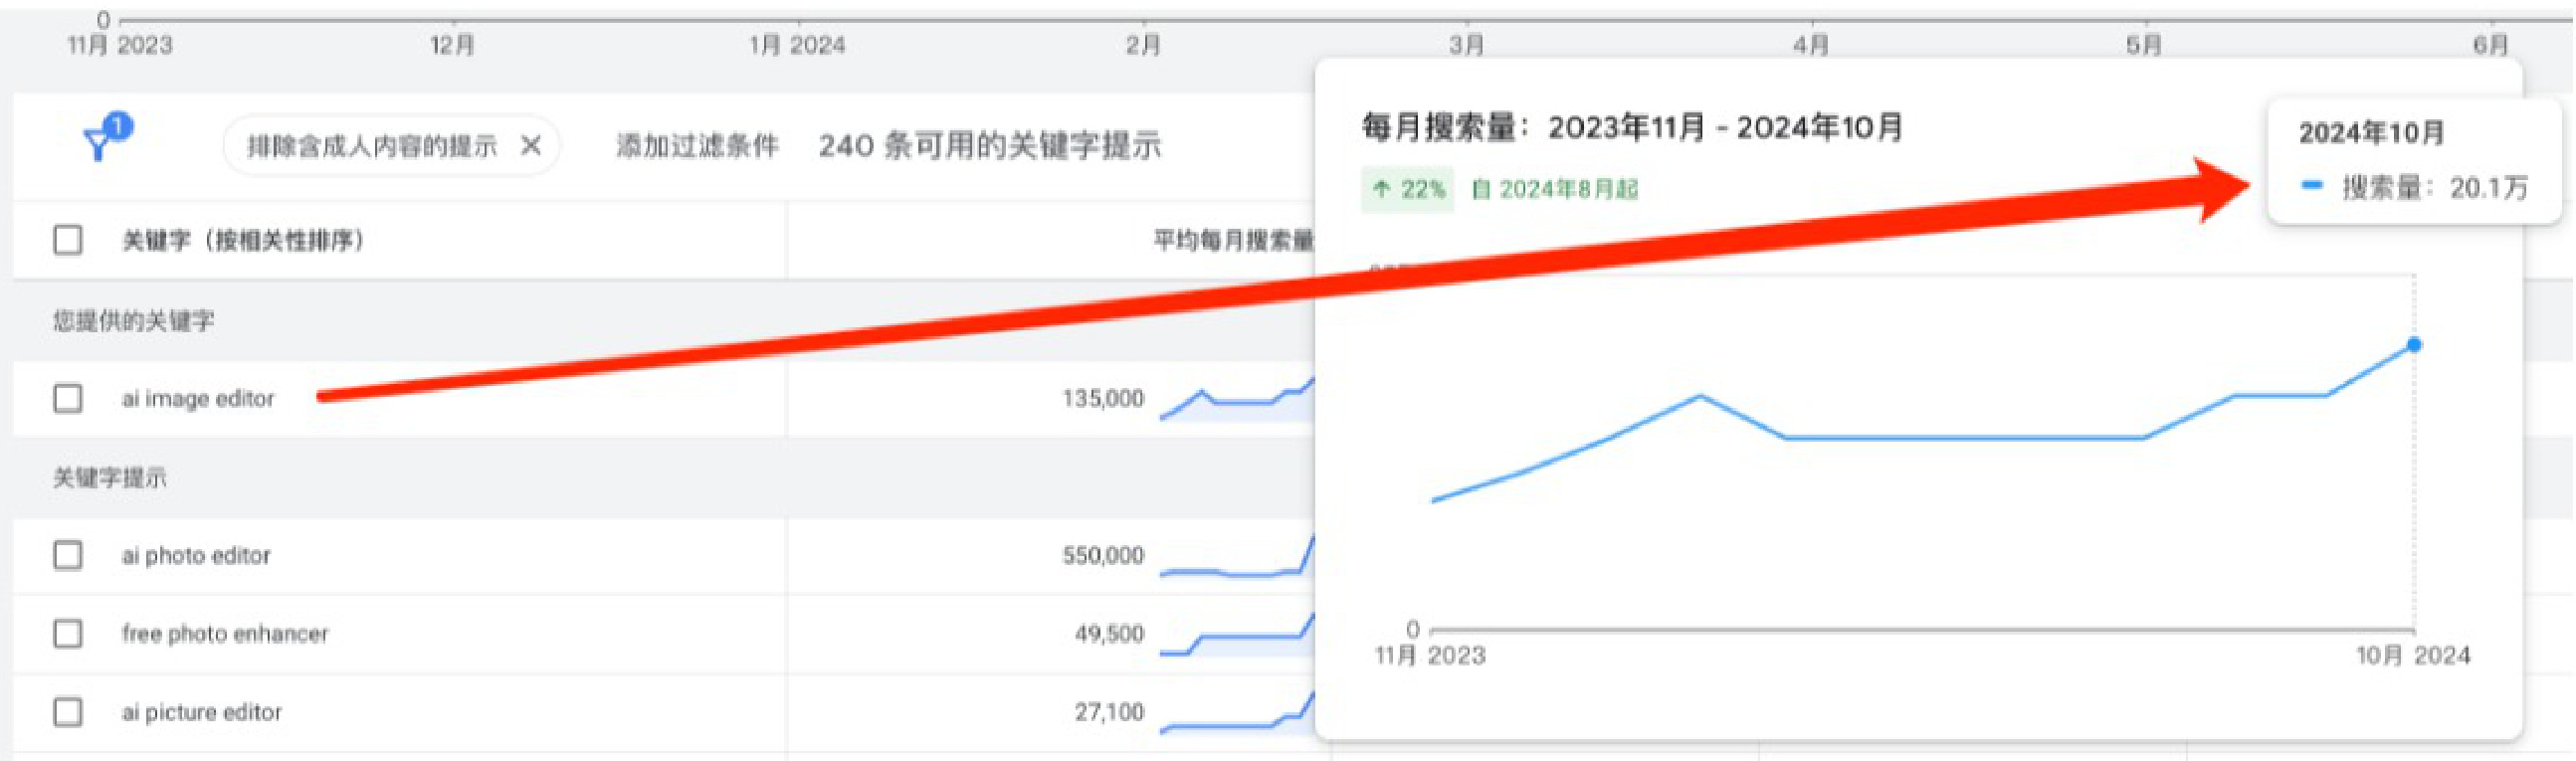 0
11月 2023
12月
1月 2024
2月
3月
4月
5月
6月
1
排除含成人内容的提示 ×
添加过滤条件
240 条可用的关键字提示
关键字（按相关性排序）
平均每月搜索量
您提供的关键字
ai image editor
135,000
关键字提示
ai photo editor
550,000
free photo enhancer
49,500
ai picture editor
27,100
每月搜索量：2023年11月 - 2024年10月
↑ 22% 自 2024年8月起
2024年10月
搜索量：20.1万
0
11月 2023
10月 2024